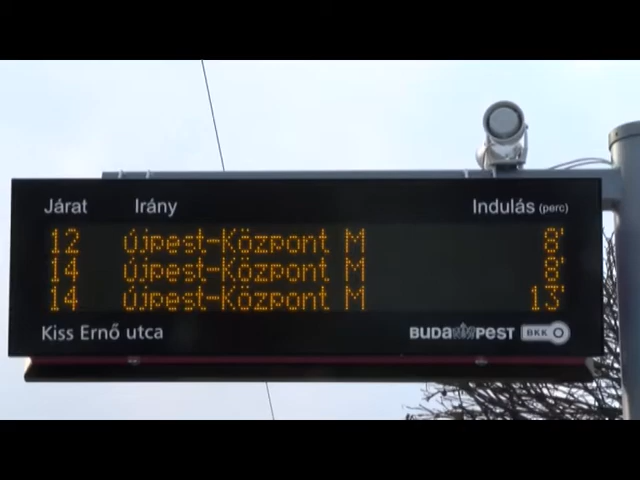 Járat Irány Indulás (perc)
12 Újpest-Központ M 8'
14 Újpest-Központ M 8'
14 Újpest-Központ M 13'
Kiss Ernő utca BUDAPEST BKK